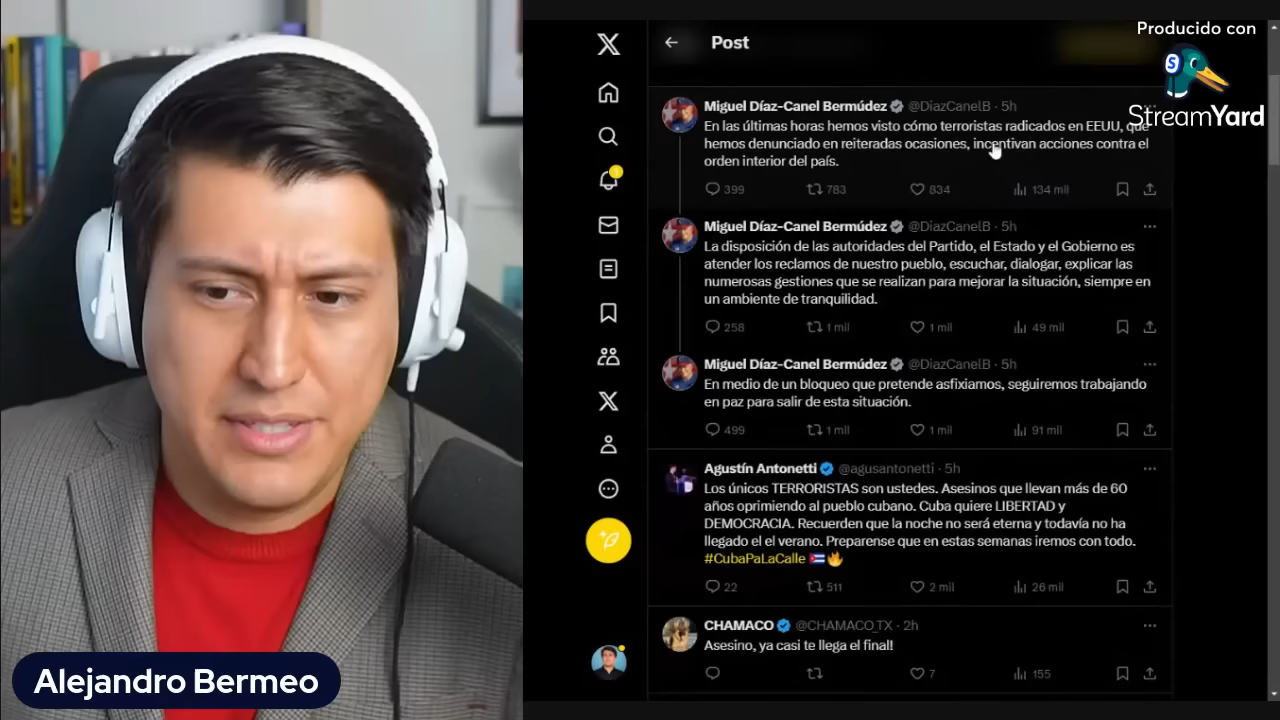 Producido con
StreamYard
Post
Miguel Díaz-Canel Bermúdez @DiazCanelB · 5h
En las últimas horas hemos visto cómo terroristas radicados en EEUU, que
hemos denunciado en reiteradas ocasiones, incentivan acciones contra el
orden interior del país.
399 783 834 134 mil
Miguel Díaz-Canel Bermúdez @DiazCanelB · 5h
La disposición de las autoridades del Partido, el Estado y el Gobierno es
atender los reclamos de nuestro pueblo, escuchar, dialogar, explicar las
numerosas gestiones que se realizan para mejorar la situación, siempre en
un ambiente de tranquilidad.
258 1 mil 1 mil 49 mil
Miguel Díaz-Canel Bermúdez @DiazCanelB · 5h
En medio de un bloqueo que pretende asfixiarnos, seguiremos trabajando
en paz para salir de esta situación.
499 1 mil 1 mil 91 mil
Agustín Antonetti @agusantonetti · 5h
Los únicos TERRORISTAS son ustedes. Asesinos que llevan más de 60
años oprimiendo al pueblo cubano. Cuba quiere LIBERTAD y
DEMOCRACIA. Recuerden que la noche no será eterna y todavía no ha
llegado el el verano. Preparense que en estas semanas iremos con todo.
#CubaPaLaCalle 🇨🇺🔥
22 511 2 mil 26 mil
CHAMACO @CHAMACO_TX · 2h
Asesino, ya casi te llega el final!
7 155
Alejandro Bermeo